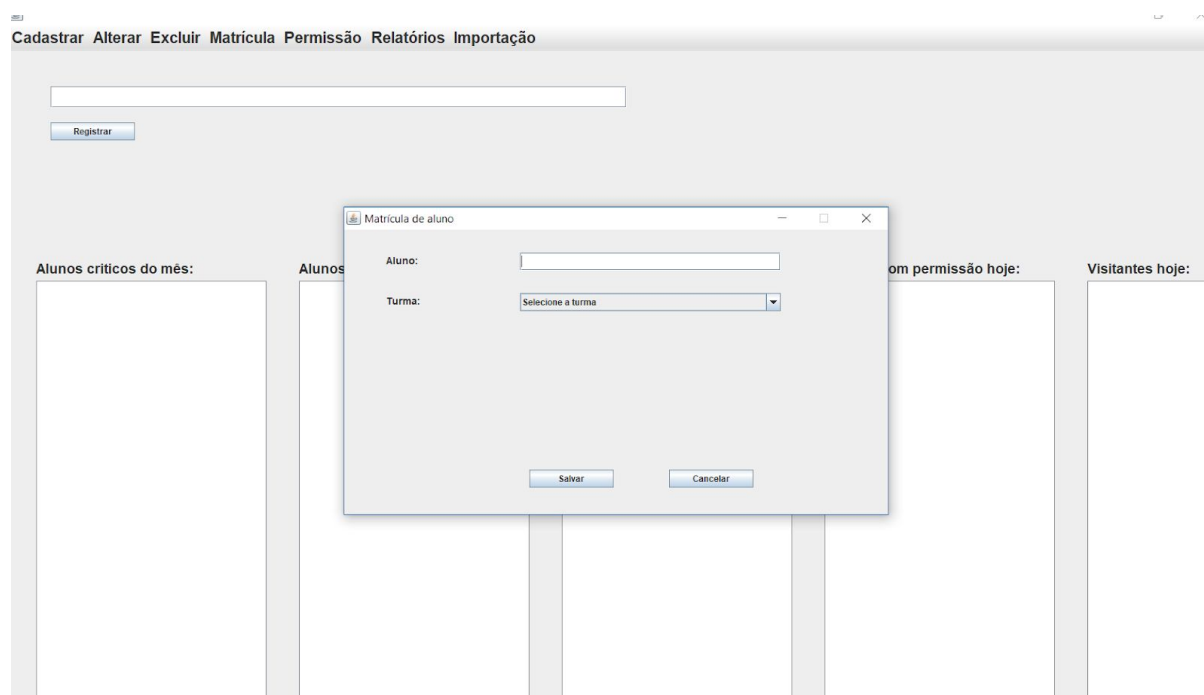 Cadastrar Alterar Excluir Matrícula Permissão Relatórios Importação
Registrar
Matrícula de aluno
Aluno:
Turma:
Selecione a turma
Salvar
Cancelar
Alunos criticos do mês:
Alunos
om permissão hoje:
Visitantes hoje: